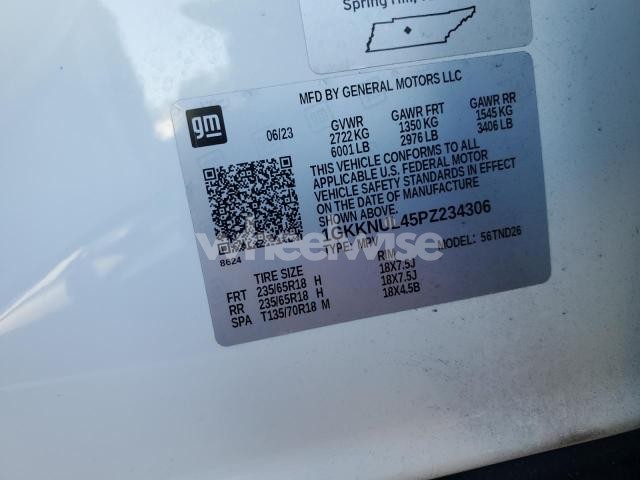 Spring Hill,
MFD BY GENERAL MOTORS LLC
gm
06/23
GVWR GAWR FRT GAWR RR
2722 KG 1350 KG 1545 KG
6001 LB 2976 LB 3406 LB
THIS VEHICLE CONFORMS TO ALL
APPLICABLE U.S. FEDERAL MOTOR
VEHICLE SAFETY STANDARDS IN EFFECT
ON THE DATE OF MANUFACTURE
SHOWN ABOVE.
1GKKNUL45PZ234306
8624
TYPE: MPV MODEL: 56TND26
wheelwise
TIRE SIZE RIM
FRT 235/65R18 H 18X7.5J
RR 235/65R18 H 18X7.5J
SPA T135/70R18 M 18X4.5B